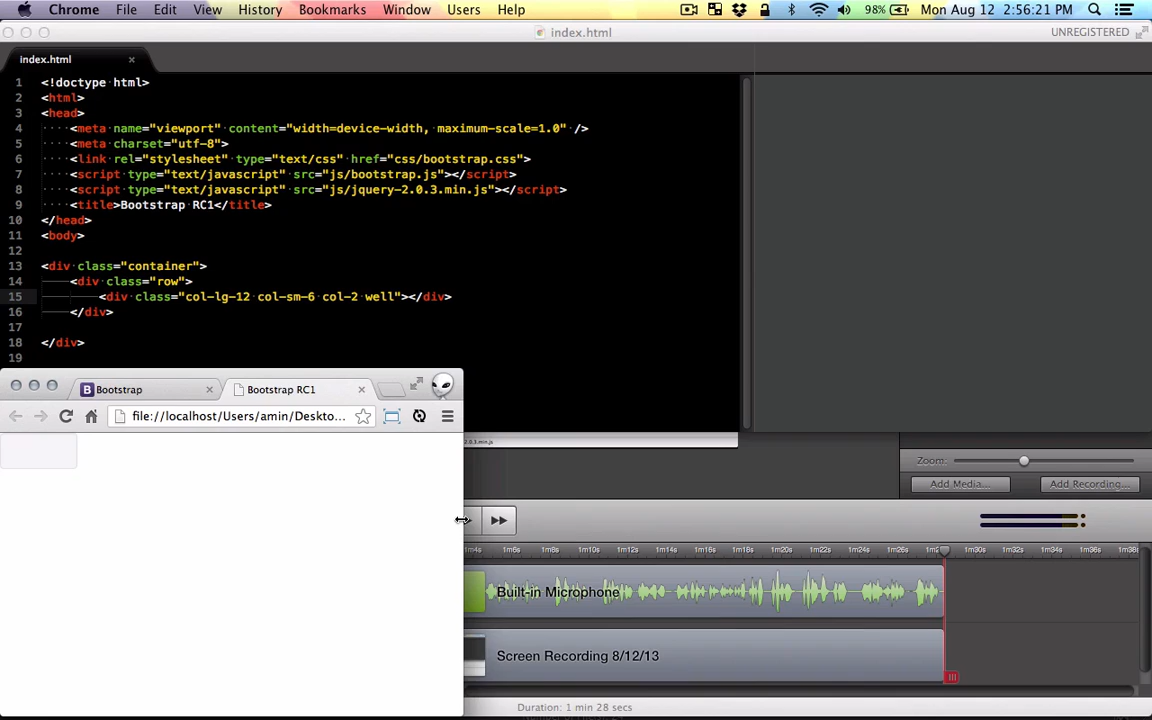 Chrome File Edit View History Bookmarks Window Users Help 98% Mon Aug 12 2:56:21 PM
index.html UNREGISTERED
index.html
1 <!doctype html>
2 <html>
3 <head>
4 <meta name="viewport" content="width=device-width, maximum-scale=1.0" />
5 <meta charset="utf-8">
6 <link rel="stylesheet" type="text/css" href="css/bootstrap.css">
7 <script type="text/javascript" src="js/bootstrap.js"></script>
8 <script type="text/javascript" src="js/jquery-2.0.3.min.js"></script>
9 <title>Bootstrap RC1</title>
10 </head>
11 <body>
12
13 <div class="container">
14 <div class="row">
15 <div class="col-lg-12 col-sm-6 col-2 well"></div>
16 </div>
17
18 </div>
19
Bootstrap Bootstrap RC1
file://localhost/Users/amin/Deskto...
Zoom:
Add Media... Add Recording...
1m4s 1m6s 1m8s 1m10s 1m12s 1m14s 1m16s 1m18s 1m20s 1m22s 1m24s 1m26s 1m30s 1m32s 1m34s 1m36s
Built-in Microphone
Screen Recording 8/12/13
Duration: 1 min 28 secs